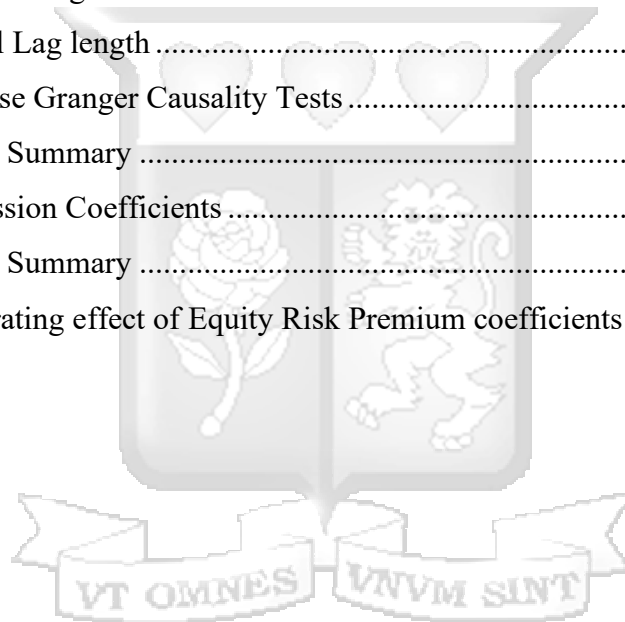 l Lag length ........................................................
se Granger Causality Tests ...................................
Summary .............................................................
ssion Coefficients ..................................................
Summary .............................................................
rating effect of Equity Risk Premium coefficients
VT OMNES VNVM SINT